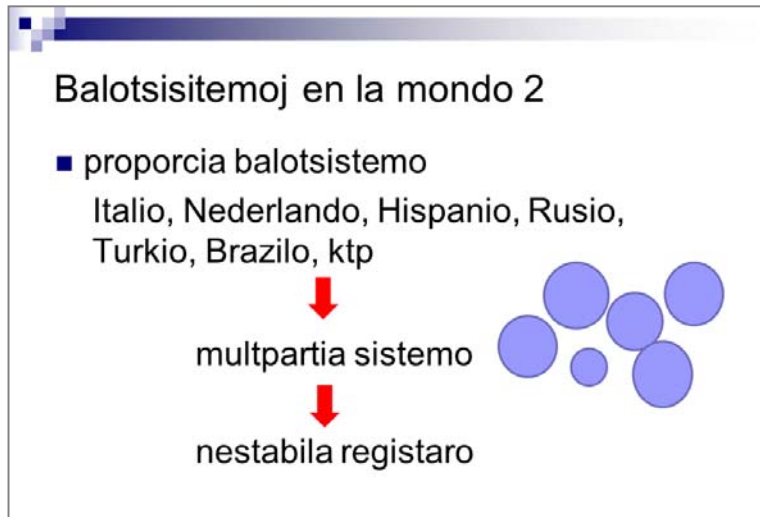 Balotsisitemoj en la mondo 2
proporcia balotsistemo
Italio, Nederlando, Hispanio, Rusio,
Turkio, Brazilo, ktp
multpartia sistemo
nestabila registaro